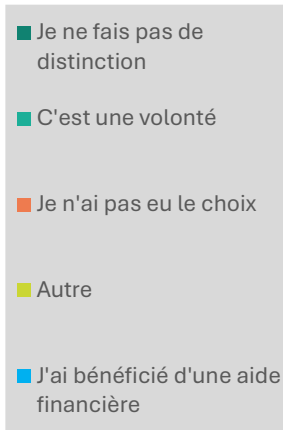 Je ne fais pas de
distinction
C'est une volonté
Je n'ai pas eu le choix
Autre
J'ai bénéficié d'une aide
financière